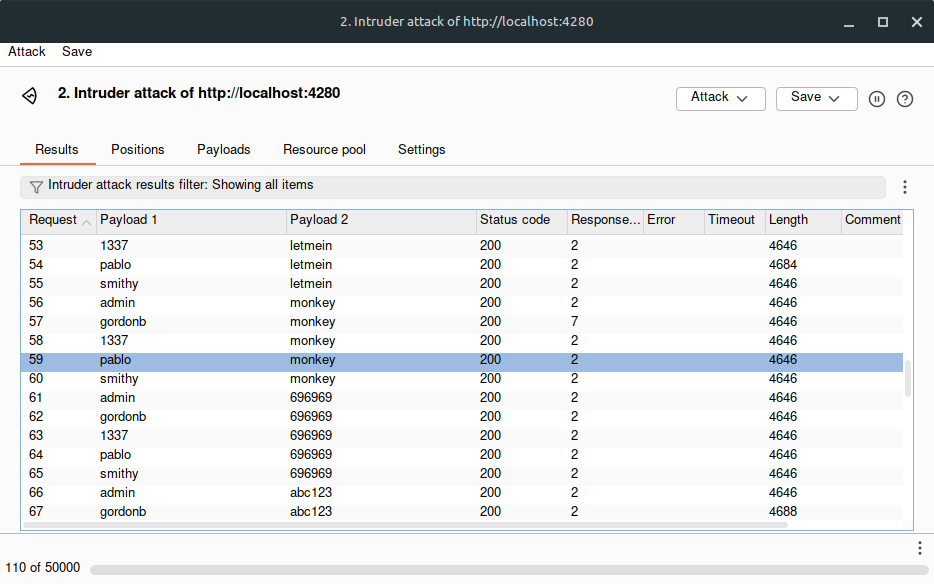 2. Intruder attack of http://localhost:4280
Attack Save
2. Intruder attack of http://localhost:4280
Attack Save
Results Positions Payloads Resource pool Settings
Intruder attack results filter: Showing all items
Request Payload 1 Payload 2 Status code Response... Error Timeout Length Comment
53 1337 letmein 200 2 4646
54 pablo letmein 200 2 4684
55 smithy letmein 200 2 4646
56 admin monkey 200 2 4646
57 gordonb monkey 200 7 4646
58 1337 monkey 200 2 4646
59 pablo monkey 200 2 4646
60 smithy monkey 200 2 4646
61 admin 696969 200 2 4646
62 gordonb 696969 200 2 4646
63 1337 696969 200 2 4646
64 pablo 696969 200 2 4646
65 smithy 696969 200 2 4646
66 admin abc123 200 2 4646
67 gordonb abc123 200 2 4688
110 of 50000